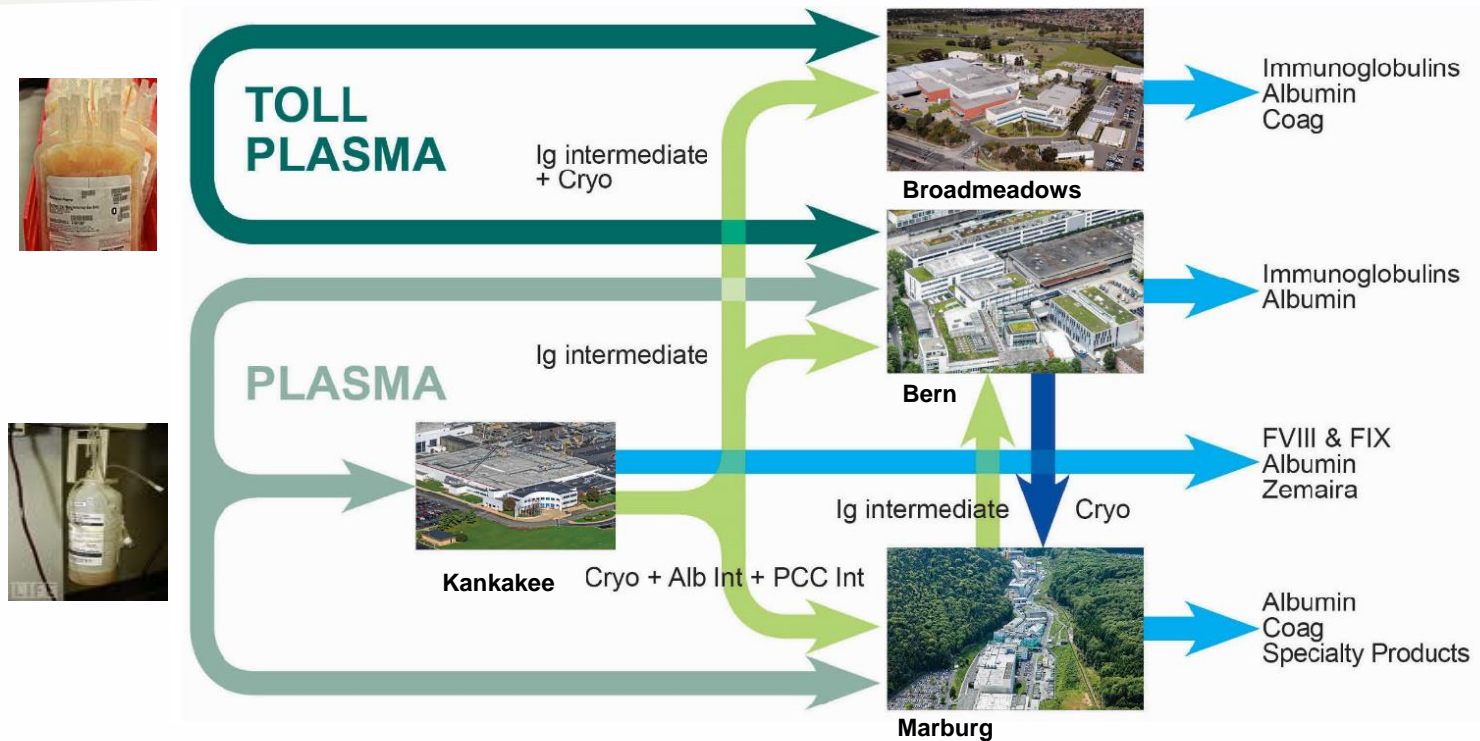 TOLL
PLASMA
Ig intermediate
+ Cryo
Broadmeadows
Immunoglobulins
Albumin
Coag
Ig intermediate
Immunoglobulins
Albumin
PLASMA
Bern
Kankakee
FVIII & FIX
Albumin
Zemaira
Ig intermediate
Cryo
Cryo + Alb Int + PCC Int
Albumin
Coag
Specialty Products
Marburg
LIFE